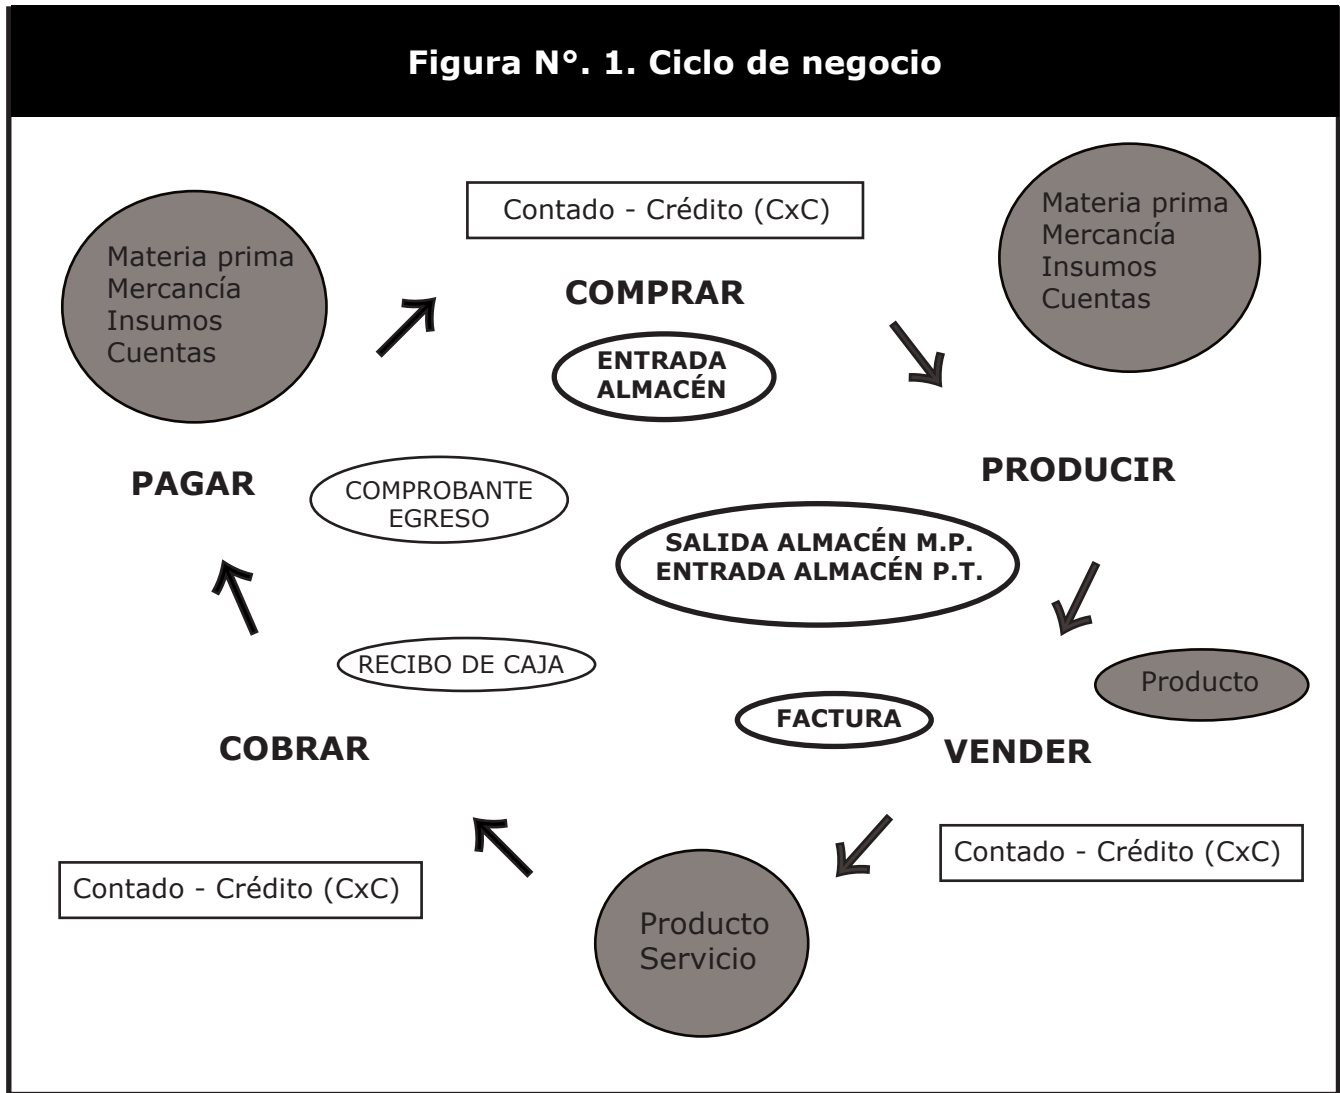 Figura N°. 1. Ciclo de negocio
Contado - Crédito (CxC)
COMPRAR
ENTRADA
ALMACÉN
Materia prima
Mercancía
Insumos
Cuentas
PRODUCIR
SALIDA ALMACÉN M.P.
ENTRADA ALMACÉN P.T.
Producto
FACTURA
VENDER
Contado - Crédito (CxC)
Producto
Servicio
COBRAR
RECIBO DE CAJA
Contado - Crédito (CxC)
PAGAR
COMPROBANTE
EGRESO
Materia prima
Mercancía
Insumos
Cuentas